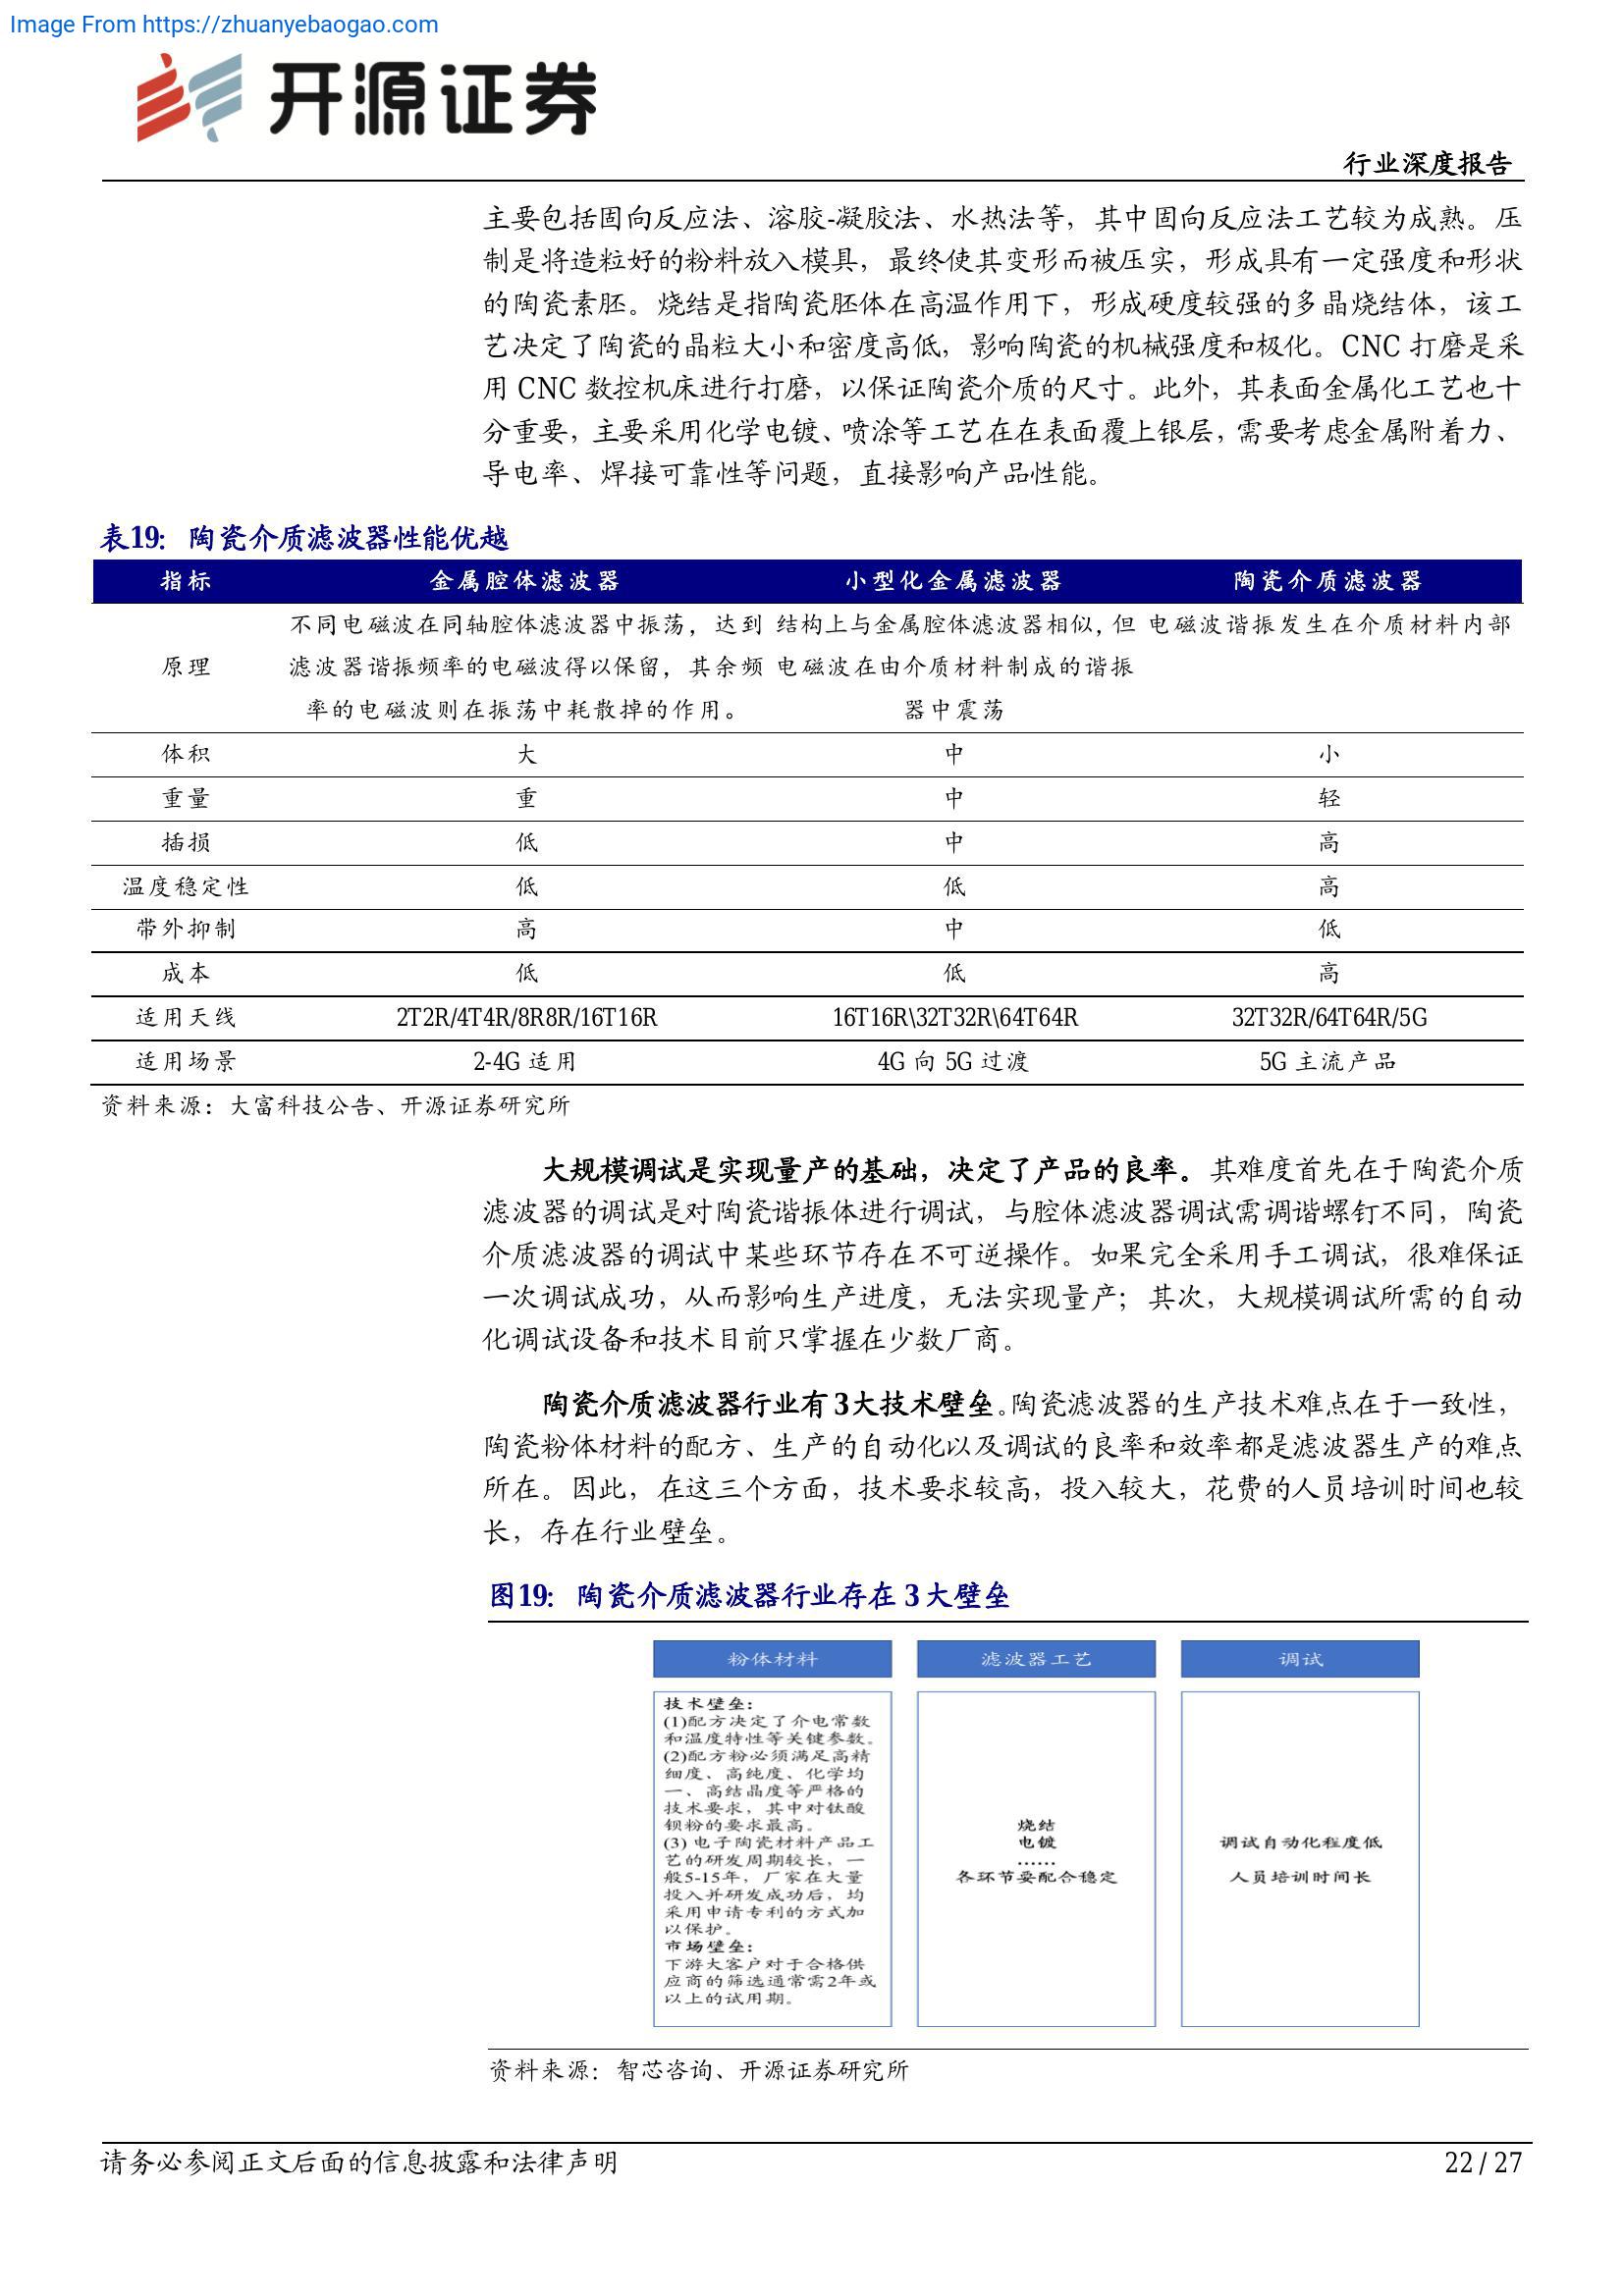 Image From https://zhuanyebaogao.com
开源证券
行业深度报告
主要包括固向反应法、溶胶-凝胶法、水热法等，其中固向反应法工艺较为成熟。压
制是将造粒好的粉料放入模具，最终使其变形而被压实，形成具有一定强度和形状
的陶瓷素胚。烧结是指陶瓷胚体在高温作用下，形成硬度较强的多晶烧结体，该工
艺决定了陶瓷的晶粒大小和密度高低，影响陶瓷的机械强度和极化。CNC 打磨是采
用 CNC 数控机床进行打磨，以保证陶瓷介质的尺寸。此外，其表面金属化工艺也十
分重要，主要采用化学电镀、喷涂等工艺在在表面覆上银层，需要考虑金属附着力、
导电率、焊接可靠性等问题，直接影响产品性能。
表19: 陶瓷介质滤波器性能优越
指标 金属腔体滤波器 小型化金属滤波器 陶瓷介质滤波器
不同电磁波在同轴腔体滤波器中振荡，达到 结构上与金属腔体滤波器相似，但 电磁波谐振发生在介质材料内部
原理 滤波器谐振频率的电磁波得以保留，其余频 电磁波在由介质材料制成的谐振
率的电磁波则在振荡中耗散掉的作用。 器中震荡
体积 大 中 小
重量 重 中 轻
插损 低 中 高
温度稳定性 低 低 高
带外抑制 高 中 低
成本 低 低 高
适用天线 2T2R/4T4R/8R8R/16T16R 16T16R\32T32R\64T64R 32T32R/64T64R/5G
适用场景 2-4G 适用 4G 向 5G 过渡 5G 主流产品
资料来源：大富科技公告、开源证券研究所
大规模调试是实现量产的基础，决定了产品的良率。其难度首先在于陶瓷介质
滤波器的调试是对陶瓷谐振体进行调试，与腔体滤波器调试需调谐螺钉不同，陶瓷
介质滤波器的调试中某些环节存在不可逆操作。如果完全采用手工调试，很难保证
一次调试成功，从而影响生产进度，无法实现量产；其次，大规模调试所需的自动
化调试设备和技术目前只掌握在少数厂商。
陶瓷介质滤波器行业有 3大技术壁垒。陶瓷滤波器的生产技术难点在于一致性，
陶瓷粉体材料的配方、生产的自动化以及调试的良率和效率都是滤波器生产的难点
所在。因此，在这三个方面，技术要求较高，投入较大，花费的人员培训时间也较
长，存在行业壁垒。
图19: 陶瓷介质滤波器行业存在 3 大壁垒
粉体材料 滤波器工艺 调试
技术壁垒：
(1)配方决定了介电常数
和温度特性等关键参数。
(2)配方粉必须满足高精
细度、高纯度、化学均
一、高结晶度等严格的
技术要求，其中对钛酸
钡粉的要求最高。
(3) 电子陶瓷材料产品工
艺的研发周期较长，一
般5-15年，厂家在大量
投入并研发成功后，均
采用申请专利的方式加
以保护。
市场壁垒：
下游大客户对于合格供
应商的筛选通常需2年或
以上的试用期。
烧结
电镀
……
各环节要配合稳定
调试自动化程度低
人员培训时间长
资料来源：智芯咨询、开源证券研究所
请务必参阅正文后面的信息披露和法律声明 22 / 27